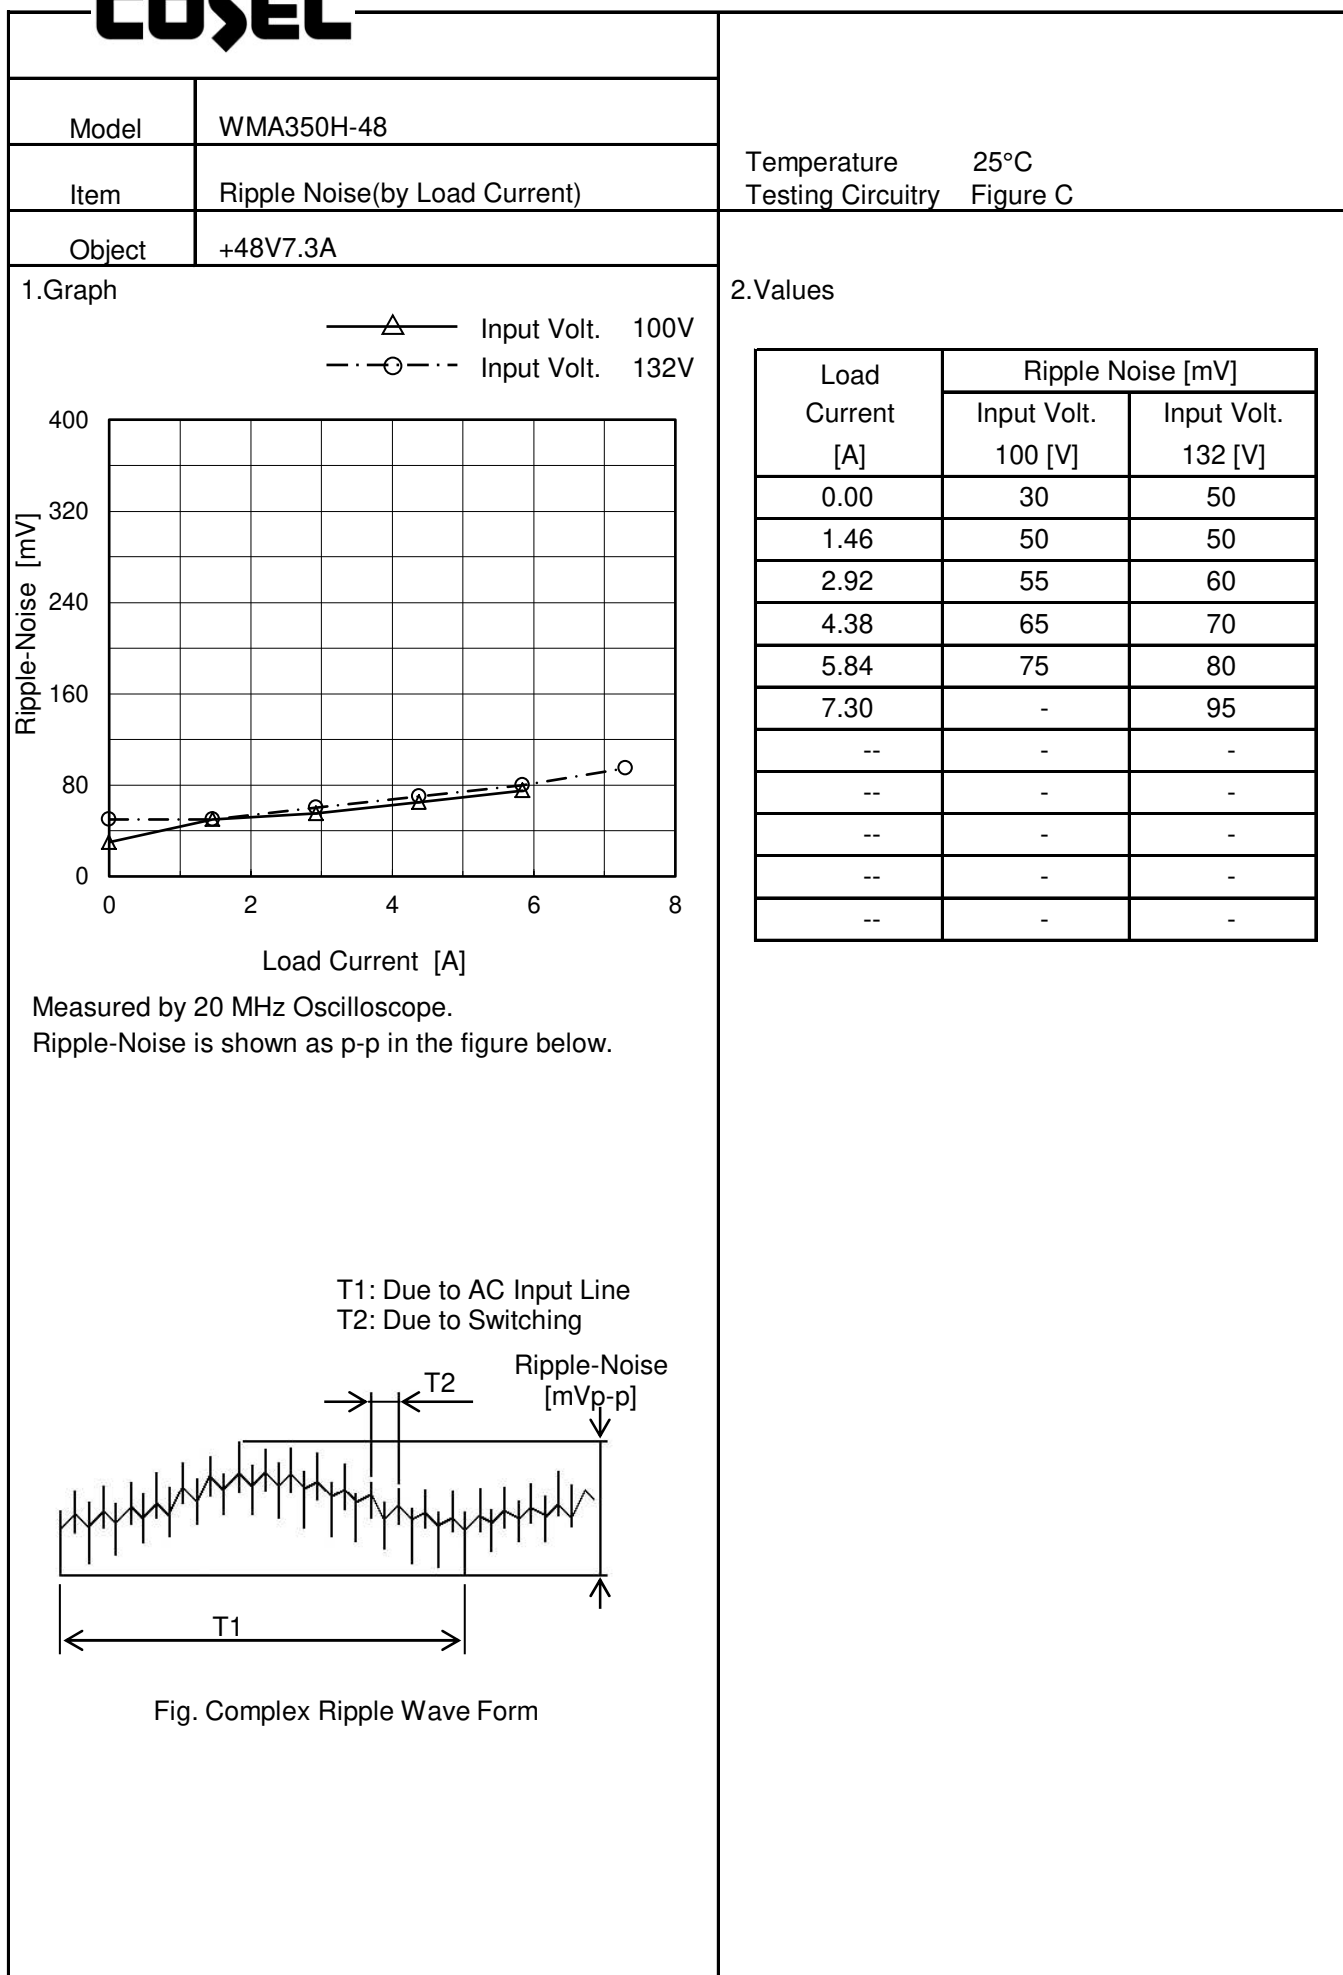 COSEL
Model WMA350H-48
Item Ripple Noise(by Load Current)
Object +48V7.3A
Temperature 25°C
Testing Circuitry Figure C
1.Graph
Input Volt. 100V
Input Volt. 132V
400
320
240
160
80
0
Ripple-Noise [mV]
0 2 4 6 8
Load Current [A]
Measured by 20 MHz Oscilloscope.
Ripple-Noise is shown as p-p in the figure below.
T1: Due to AC Input Line
T2: Due to Switching
T2
Ripple-Noise
[mVp-p]
T1
Fig. Complex Ripple Wave Form
2.Values
Load Ripple Noise [mV]
Current Input Volt. Input Volt.
[A] 100 [V] 132 [V]
0.00 30 50
1.46 50 50
2.92 55 60
4.38 65 70
5.84 75 80
7.30 - 95
-- - -
-- - -
-- - -
-- - -
-- - -